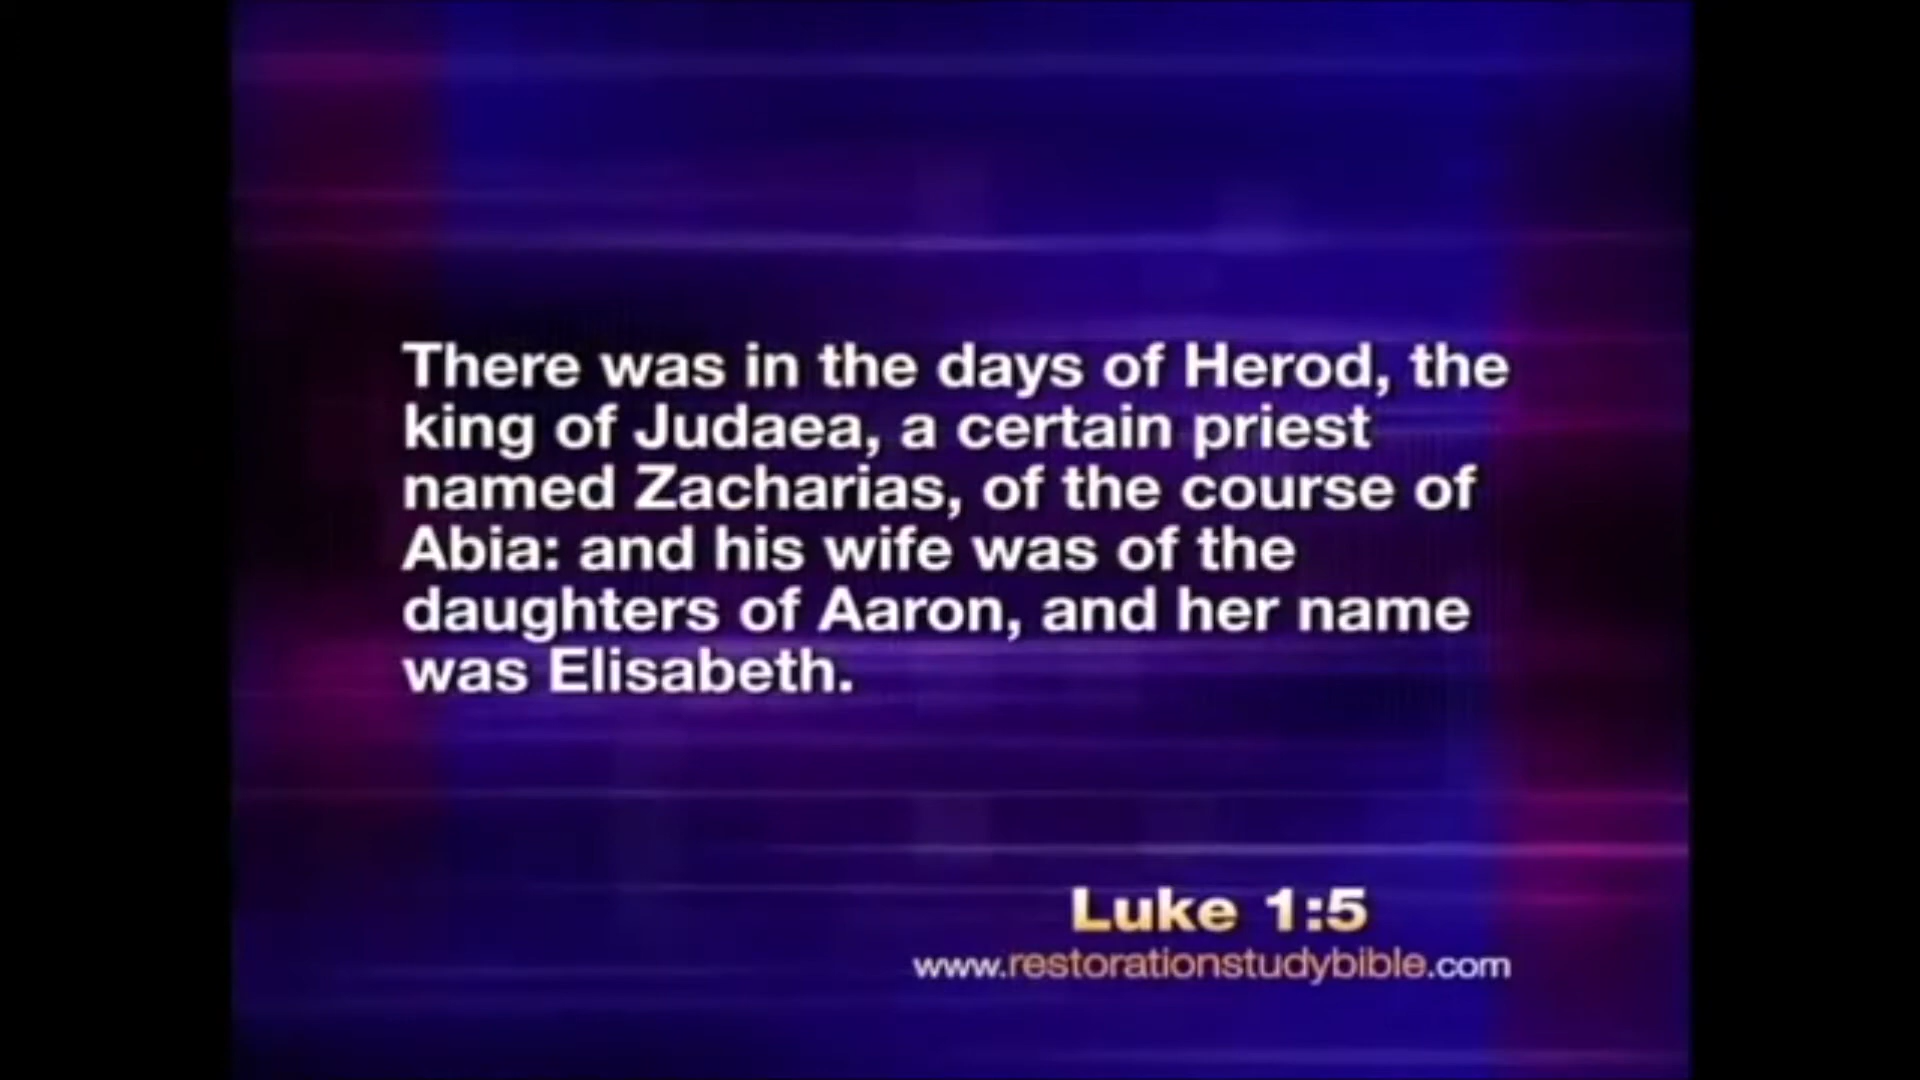 There was in the days of Herod, the
king of Judaea, a certain priest
named Zacharias, of the course of
Abia: and his wife was of the
daughters of Aaron, and her name
was Elisabeth.
Luke 1:5
www.restorationstudybible.com